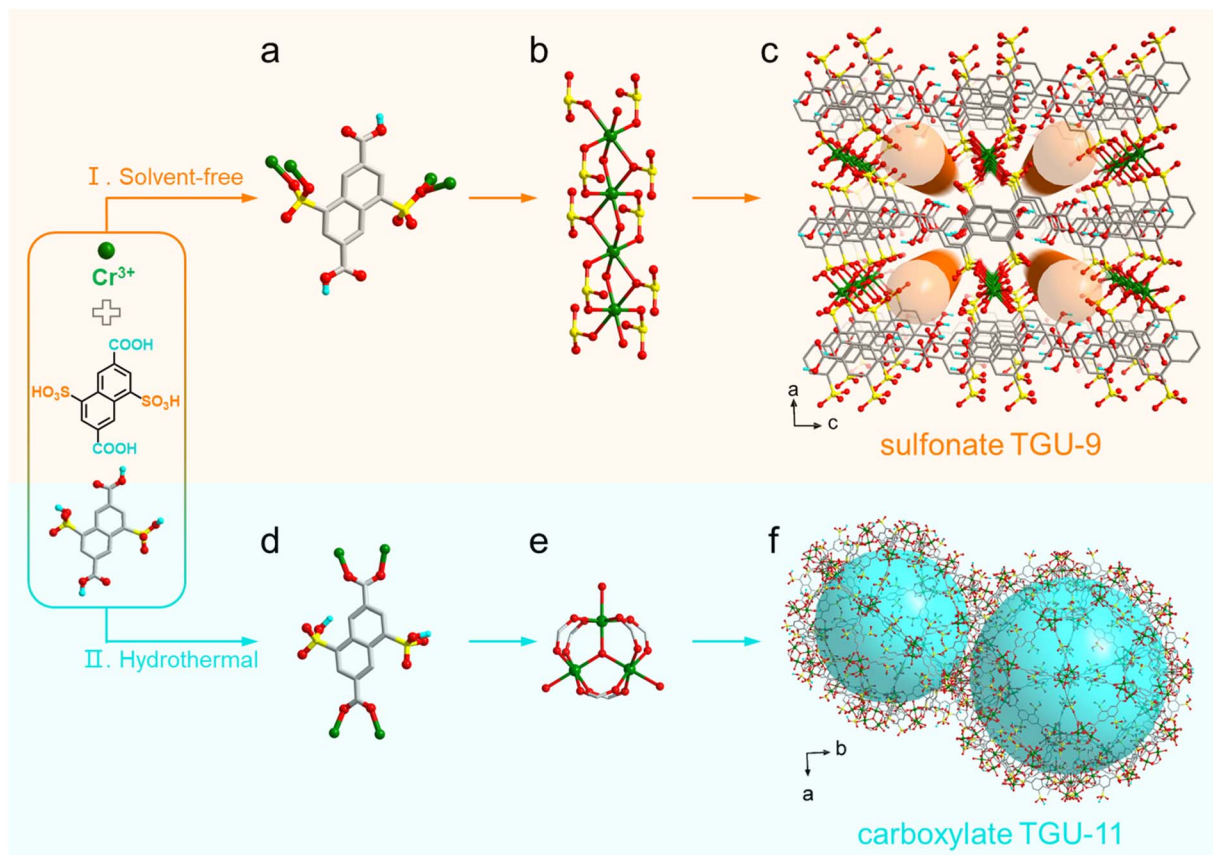 a
b
c
Ⅰ. Solvent-free
Cr3+
COOH
HO3S
SO3H
COOH
a
c
sulfonate TGU-9
d
e
f
Ⅱ. Hydrothermal
b
a
carboxylate TGU-11